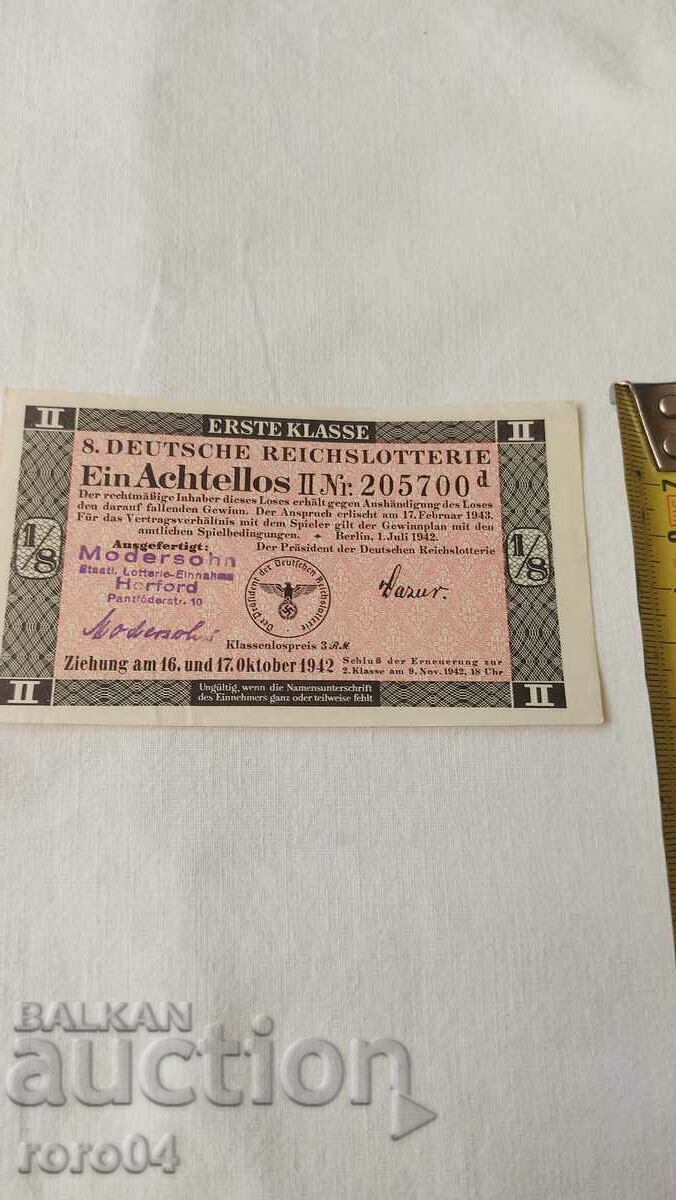 II ERSTE KLASSE II
8. DEUTSCHE REICHSLOTTERIE
Ein Achtellos II Nr. 205700 d
Der rechtmäßige Inhaber dieses Loses erhält gegen Aushändigung des Loses
den darauf fallenden Gewinn. Der Anspruch erlischt am 17. Februar 1943.
Für das Vertragsverhältnis mit dem Spieler gilt der Gewinnplan mit den
amtlichen Spielbedingungen. + Berlin, 1. Juli 1942.
Ausgefertigt: Der Präsident der Deutschen Reichslotterie
1/8 1/8
Modersohn
Staatl. Lotterie-Einnahme
Herford
Pantföderstr. 10
Der Präsident der Deutschen Reichslotterie
Modersohn
Klassenlospreis 3 RM
Ziehung am 16. und 17. Oktober 1942 Schluß der Erneuerung zur
2. Klasse am 9. Nov. 1942, 18 Uhr
II Ungültig, wenn die Namensunterschrift II
des Einnehmers ganz oder teilweise fehlt
7
BALKAN
auction
roro04